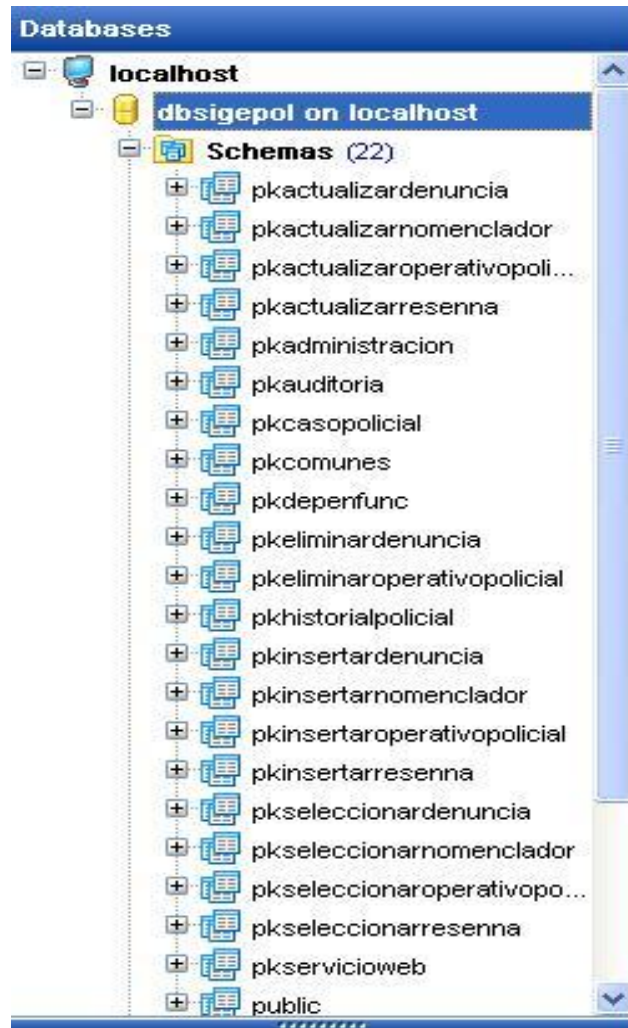 Databases
localhost
dbsigepol on localhost
Schemas (22)
pkactualizardenuncia
pkactualizarnomenclador
pkactualizaroperativopoli...
pkactualizarresenna
pkadministracion
pkauditoria
pkcasopolicial
pkcomunes
pkdepenfunc
pkeliminardenuncia
pkeliminaroperativopolicial
pkhistorialpolicial
pkinsertardenuncia
pkinsertarnomenclador
pkinsertaroperativopolicial
pkinsertarresenna
pkseleccionardenuncia
pkseleccionarnomenclador
pkseleccionaroperativopo...
pkseleccionarresenna
pkservicioweb
public